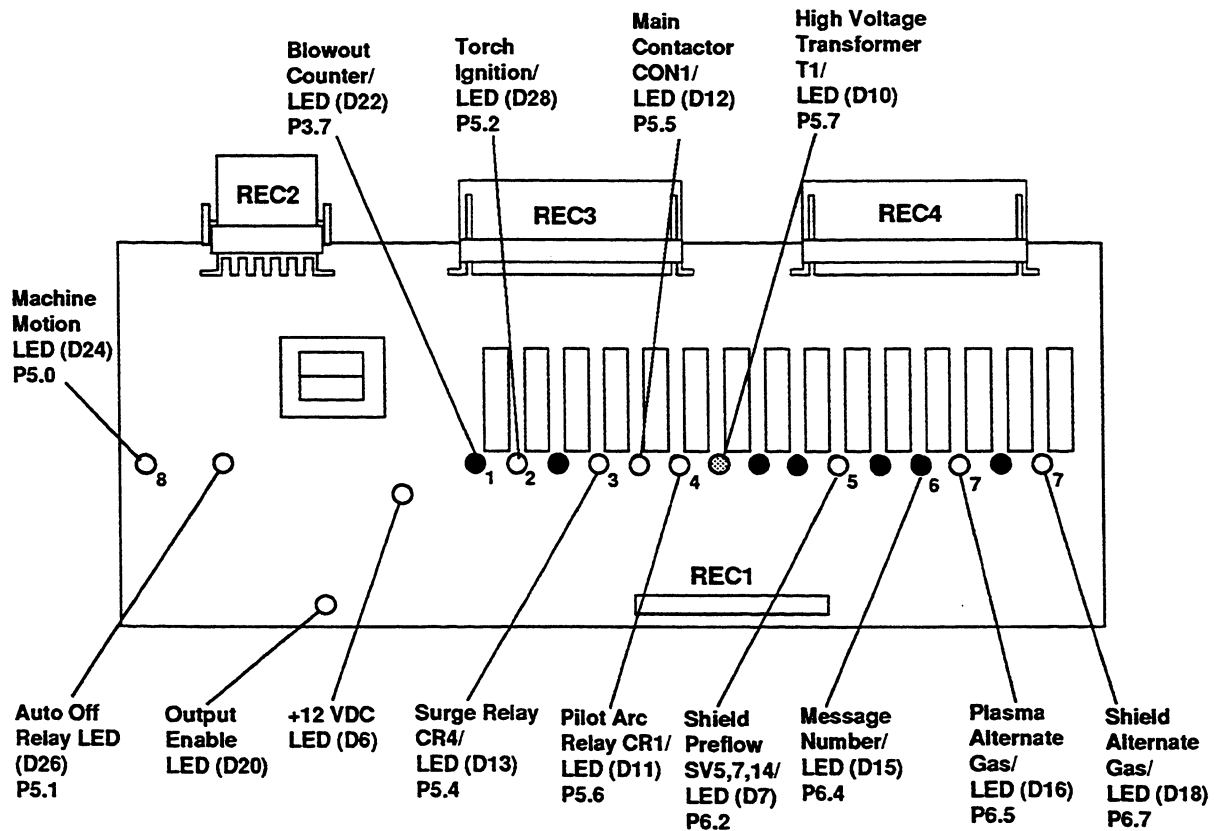 Blowout
Counter/
LED (D22)
P3.7
Torch
Ignition/
LED (D28)
P5.2
Main
Contactor
CON1/
LED (D12)
P5.5
High Voltage
Transformer
T1/
LED (D10)
P5.7
REC2
REC3
REC4
Machine
Motion
LED (D24)
P5.0
8
1
2
3
4
5
6
7
7
REC1
Auto Off
Relay LED
(D26)
P5.1
Output
Enable
LED (D20)
+12 VDC
LED (D6)
Surge Relay
CR4/
LED (D13)
P5.4
Pilot Arc
Relay CR1/
LED (D11)
P5.6
Shield
Preflow
SV5,7,14/
LED (D7)
P6.2
Message
Number/
LED (D15)
P6.4
Plasma
Alternate
Gas/
LED (D16)
P6.5
Shield
Alternate
Gas/
LED (D18)
P6.7